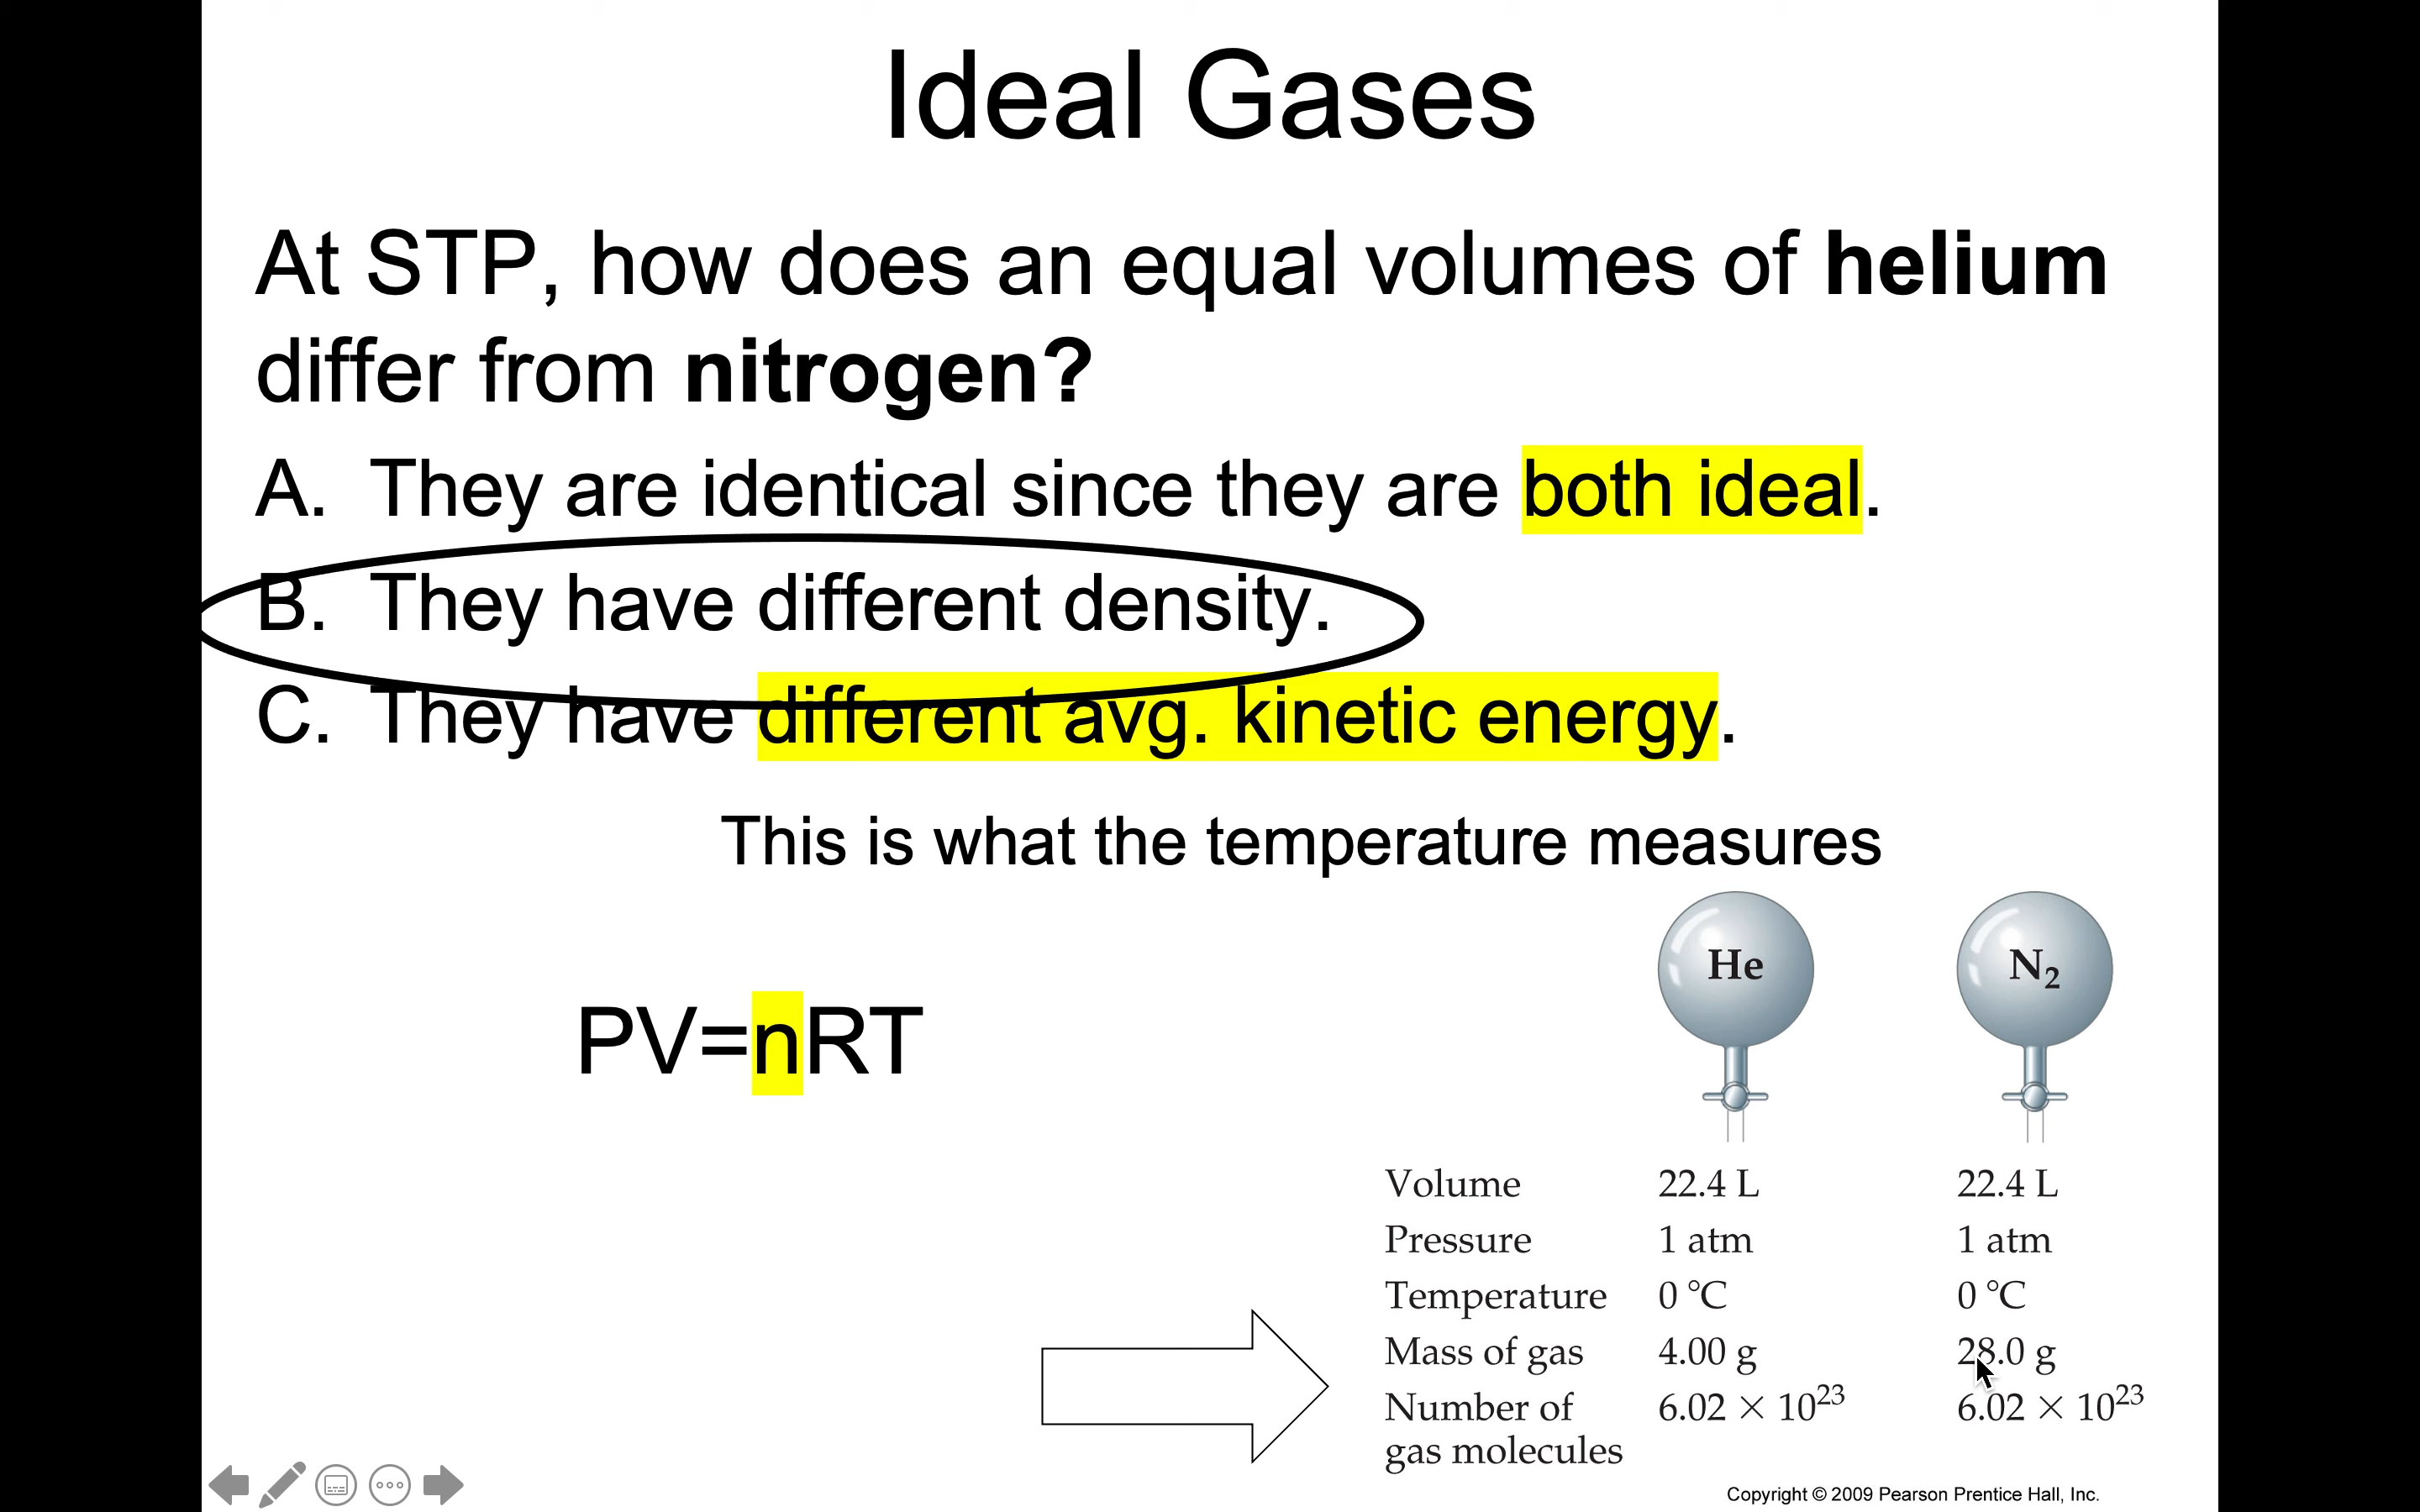 Ideal Gases
At STP, how does an equal volumes of helium
differ from nitrogen?
A. They are identical since they are both ideal.
B. They have different density.
C. They have different avg. kinetic energy.
This is what the temperature measures
He N₂
PV=nRT
Volume 22.4 L 22.4 L
Pressure 1 atm 1 atm
Temperature 0 °C 0 °C
Mass of gas 4.00 g 28.0 g
Number of 6.02 × 10²³ 6.02 × 10²³
gas molecules
Copyright © 2009 Pearson Prentice Hall, Inc.